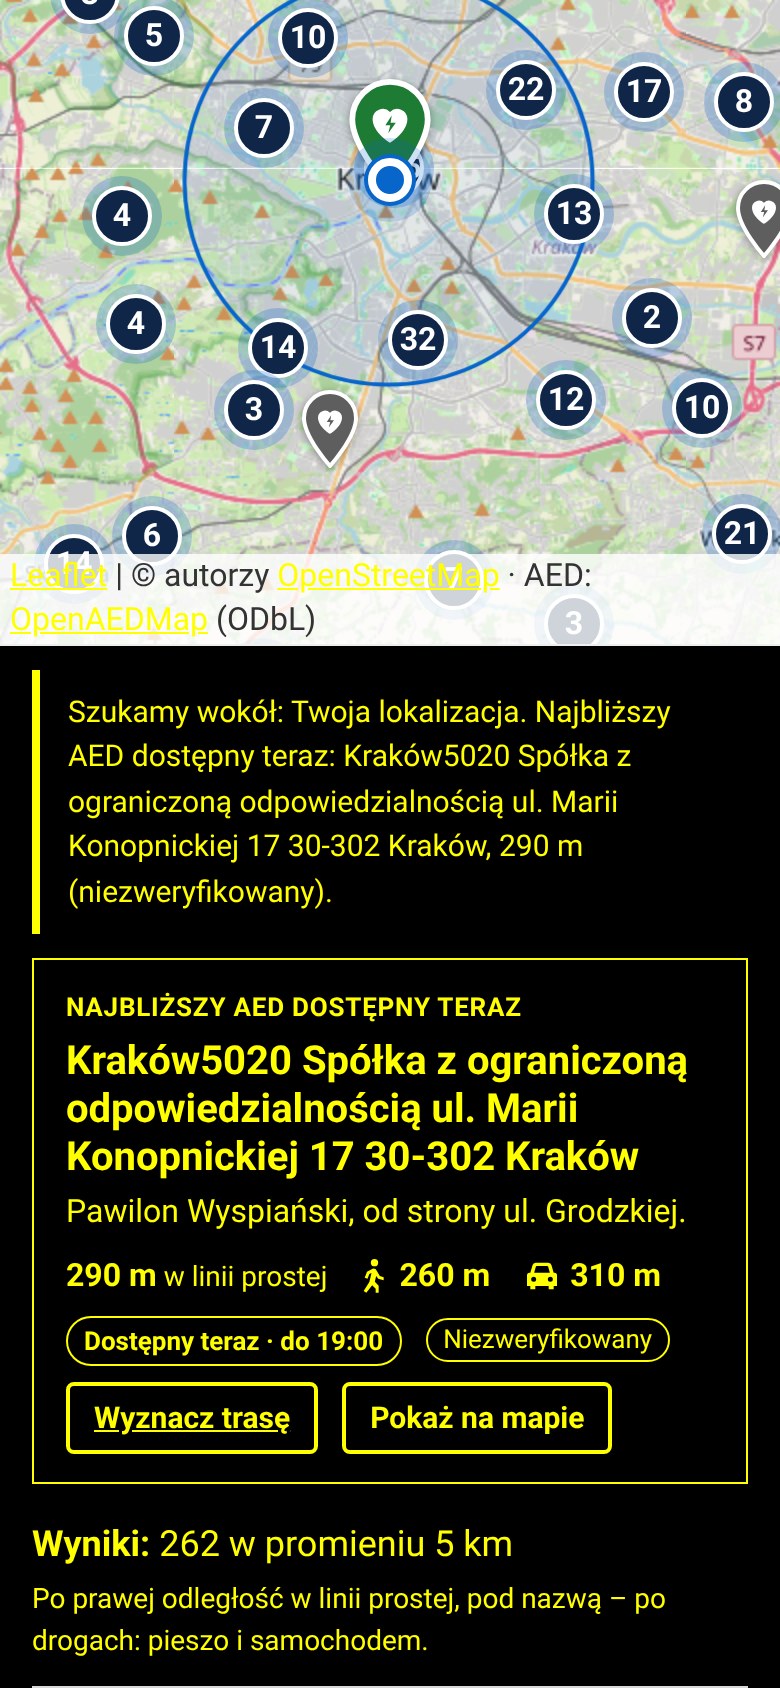 5
10
22
17
8
7
Kraków
4
13
Kraków
4
14
32
2
S7
3
12
10
6
21
14
Leaflet | © autorzy OpenStreetMap · AED:
OpenAEDMap (ODbL)
3
Szukamy wokół: Twoja lokalizacja. Najbliższy
AED dostępny teraz: Kraków5020 Spółka z
ograniczoną odpowiedzialnością ul. Marii
Konopnickiej 17 30-302 Kraków, 290 m
(niezweryfikowany).
NAJBLIŻSZY AED DOSTĘPNY TERAZ
Kraków5020 Spółka z ograniczoną
odpowiedzialnością ul. Marii
Konopnickiej 17 30-302 Kraków
Pawilon Wyspiański, od strony ul. Grodzkiej.
290 m w linii prostej 260 m 310 m
Dostępny teraz · do 19:00 Niezweryfikowany
Wyznacz trasę Pokaż na mapie
Wyniki: 262 w promieniu 5 km
Po prawej odległość w linii prostej, pod nazwą – po
drogach: pieszo i samochodem.